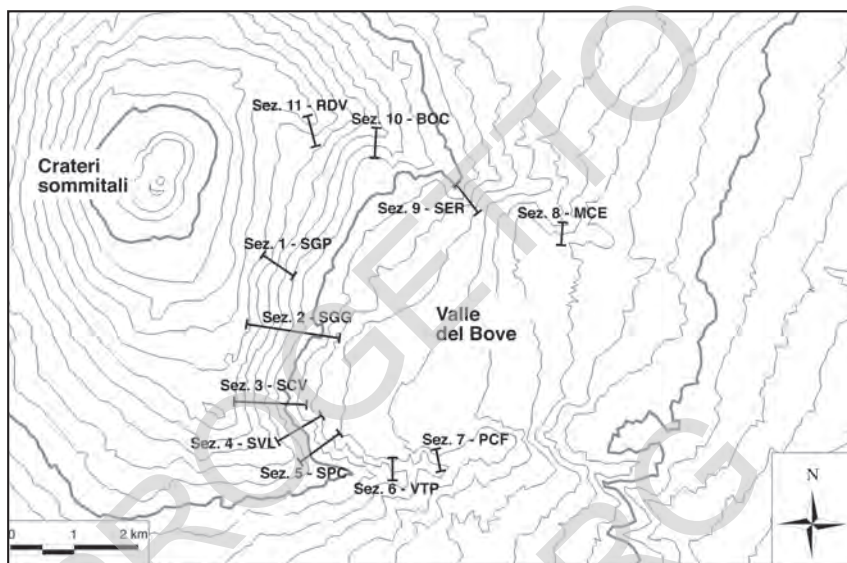 Sez. 11 - RDV
Sez. 10 - BOC
Crateri
sommitali
Sez. 9 - SER
Sez. 8 - MCE
Sez. 1 - SGP
Sez. 2 - SGG
Valle
del Bove
Sez. 3 - SCV
Sez. 4 - SVL
Sez. 7 - PCF
Sez. 5 - SPC
Sez. 6 - VTP
N
0 1 2 km
PROGETTO
CARG